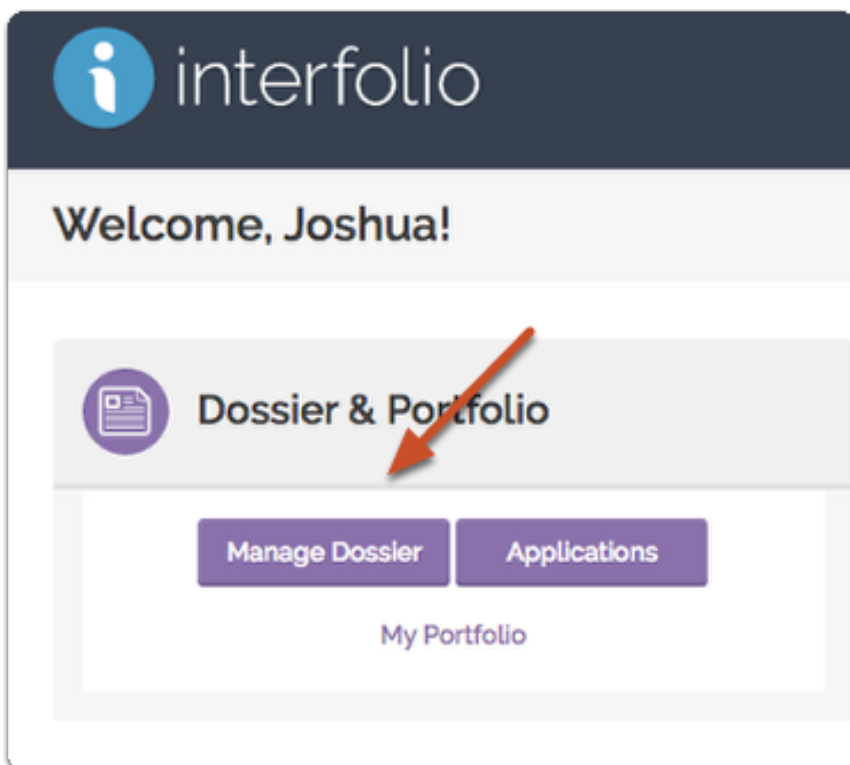 interfolio
Welcome, Joshua!
Dossier & Portfolio
Manage Dossier
Applications
My Portfolio